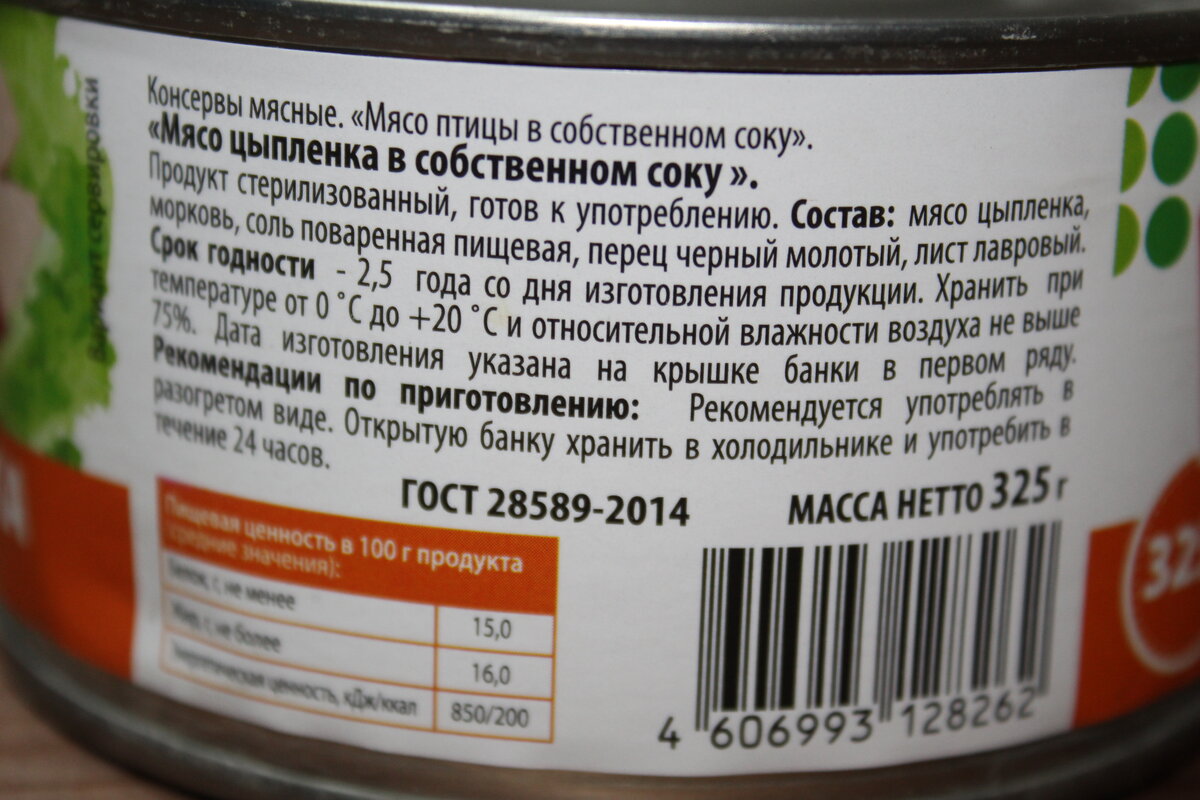 вариант сервировки
Консервы мясные. «Мясо птицы в собственном соку».
«Мясо цыпленка в собственном соку ».
Продукт стерилизованный, готов к употреблению. Состав: мясо цыпленка,
морковь, соль поваренная пищевая, перец черный молотый, лист лавровый.
Срок годности - 2,5 года со дня изготовления продукции. Хранить при
температуре от 0 °С до +20 °С и относительной влажности воздуха не выше
75%. Дата изготовления указана на крышке банки в первом ряду.
Рекомендации по приготовлению: Рекомендуется употреблять в
разогретом виде. Открытую банку хранить в холодильнике и употребить в
течение 24 часов.
ГОСТ 28589-2014 МАССА НЕТТО 325 г
Пищевая ценность в 100 г продукта
(средние значения):
Белок, г, не менее 15,0
Жир, г, не более 16,0
Энергетическая ценность, кДж/ккал 850/200
4 606993 128262